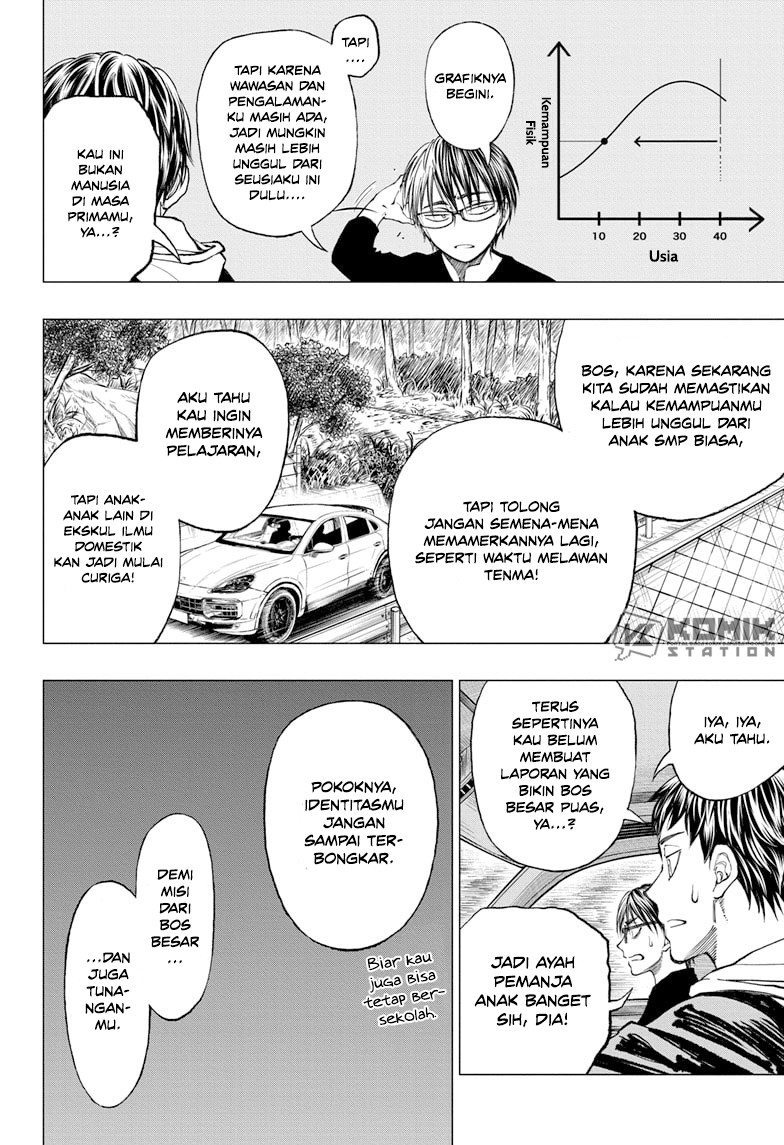 GRAFIKNYA
BEGINI.
Kemampuan
Fisik
10 20 30 40
Usia
TAPI
....
TAPI KARENA
WAWASAN DAN
PENGALAMAN-
KU MASIH ADA,
JADI MUNGKIN
MASIH LEBIH
UNGGUL DARI
SEUSIAKU INI
DULU....
KAU INI
BUKAN
MANUSIA
DI MASA
PRIMAMU,
YA...?
BOS, KARENA SEKARANG
KITA SUDAH MEMASTIKAN
KALAU KEMAMPUANMU
LEBIH UNGGUL DARI
ANAK SMP BIASA,
TAPI TOLONG
JANGAN SEMENA-MENA
MEMAMERKANNYA LAGI,
SEPERTI WAKTU MELAWAN
TENMA!
AKU TAHU
KAU INGIN
MEMBERINYA
PELAJARAN,
TAPI ANAK-
ANAK LAIN DI
EKSKUL ILMU
DOMESTIK
KAN JADI MULAI
CURIGA!
KOMIK
STATION
IYA, IYA,
AKU TAHU.
TERUS
SEPERTINYA
KAU BELUM
MEMBUAT
LAPORAN YANG
BIKIN BOS
BESAR PUAS,
YA...?
JADI AYAH
PEMANJA
ANAK BANGET
SIH, DIA!
POKOKNYA,
IDENTITASMU
JANGAN
SAMPAI TER-
BONGKAR.
Biar kau
juga bisa
tetap ber-
sekolah.
DEMI
MISI DARI
BOS
BESAR
...
...DAN
JUGA
TUNA-
NGAN-
MU.